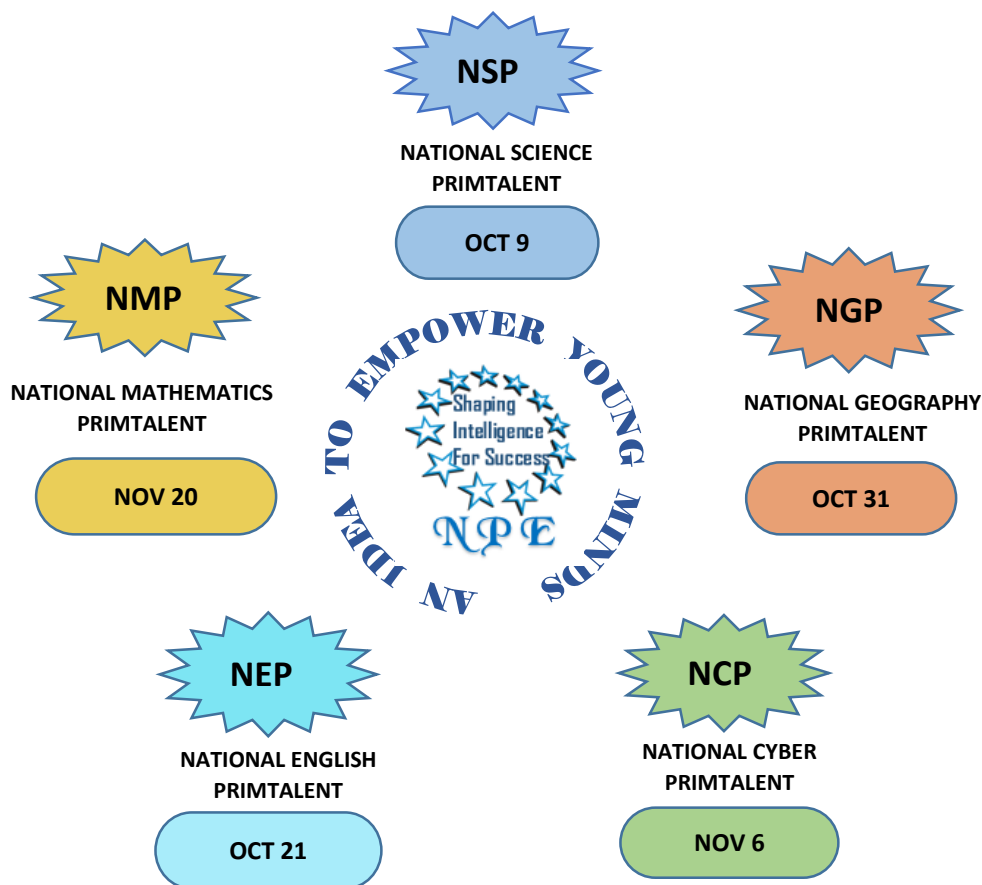 NSP
NATIONAL SCIENCE
PRIMTALENT
OCT 9
NMP
NATIONAL MATHEMATICS
PRIMTALENT
NOV 20
NGP
NATIONAL GEOGRAPHY
PRIMTALENT
OCT 31
AN IDEA TO EMPOWER YOUNG MINDS
Shaping
Intelligence
For Success
NPE
NEP
NATIONAL ENGLISH
PRIMTALENT
OCT 21
NCP
NATIONAL CYBER
PRIMTALENT
NOV 6